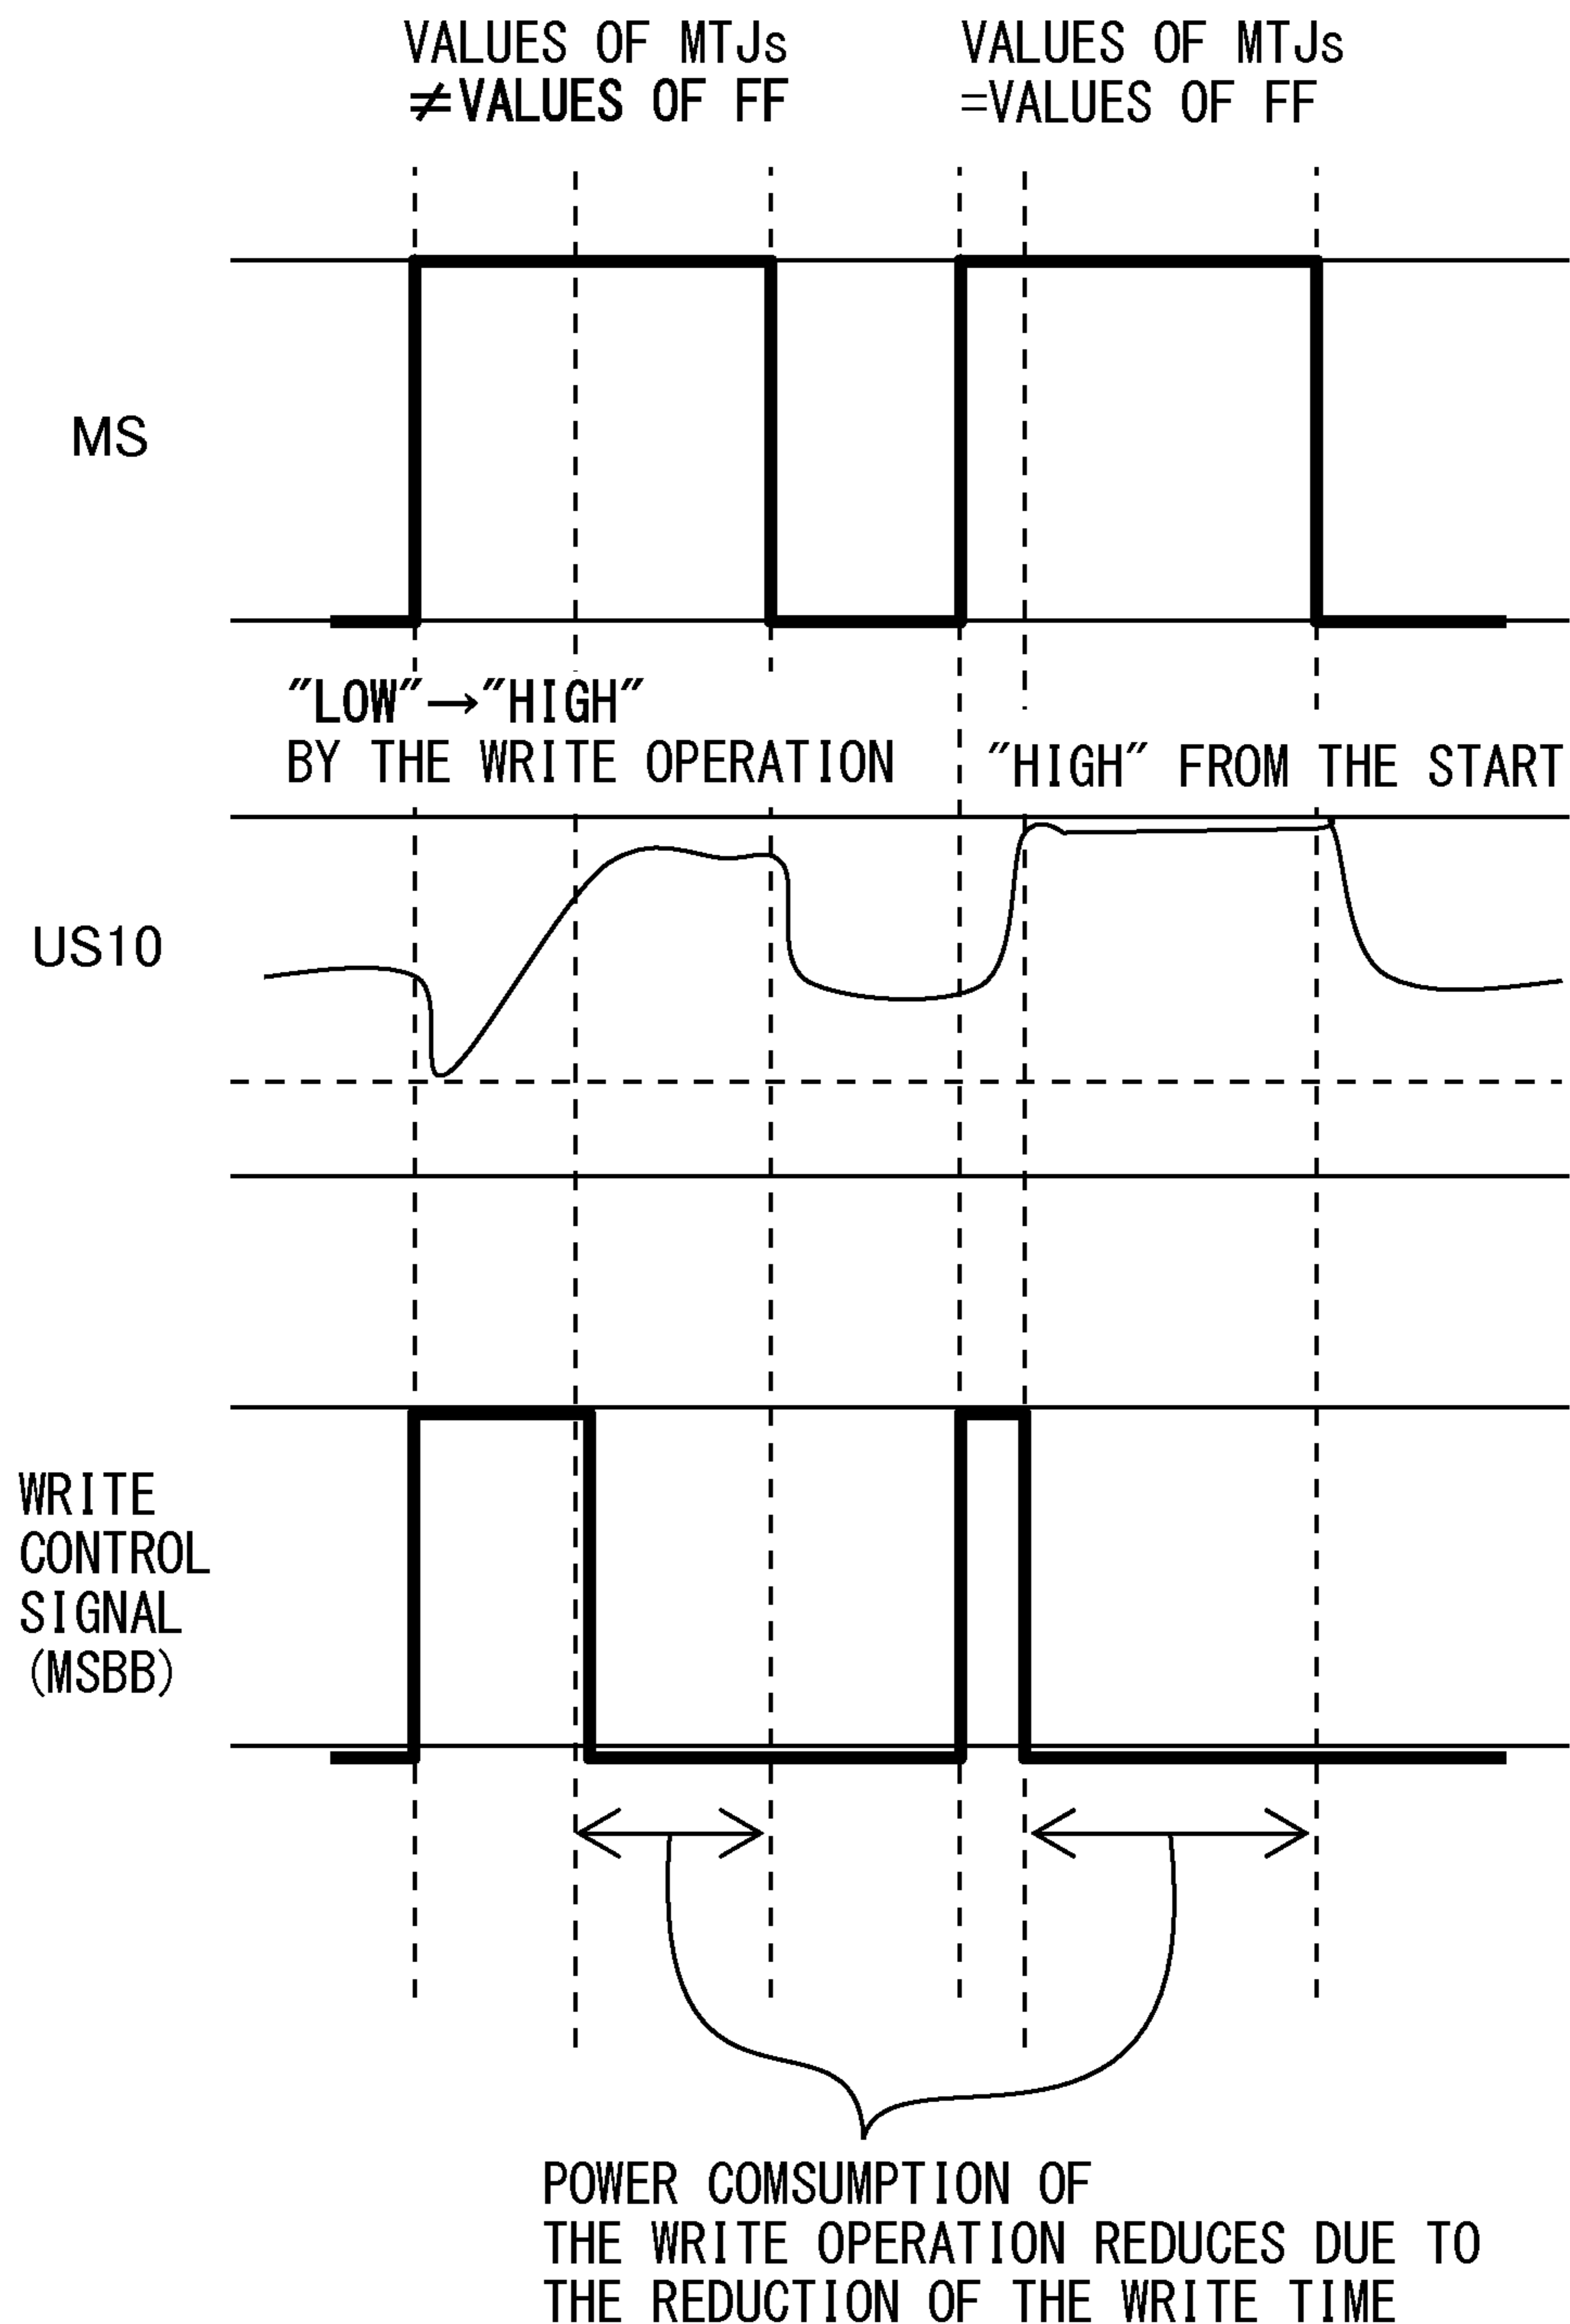 VALUES OF MTJs
≠VALUES OF FF
VALUES OF MTJs
=VALUES OF FF
MS
"LOW"→"HIGH"
BY THE WRITE OPERATION
"HIGH" FROM THE START
US10
WRITE
CONTROL
SIGNAL
(MSBB)
POWER COMSUMPTION OF
THE WRITE OPERATION REDUCES DUE TO
THE REDUCTION OF THE WRITE TIME